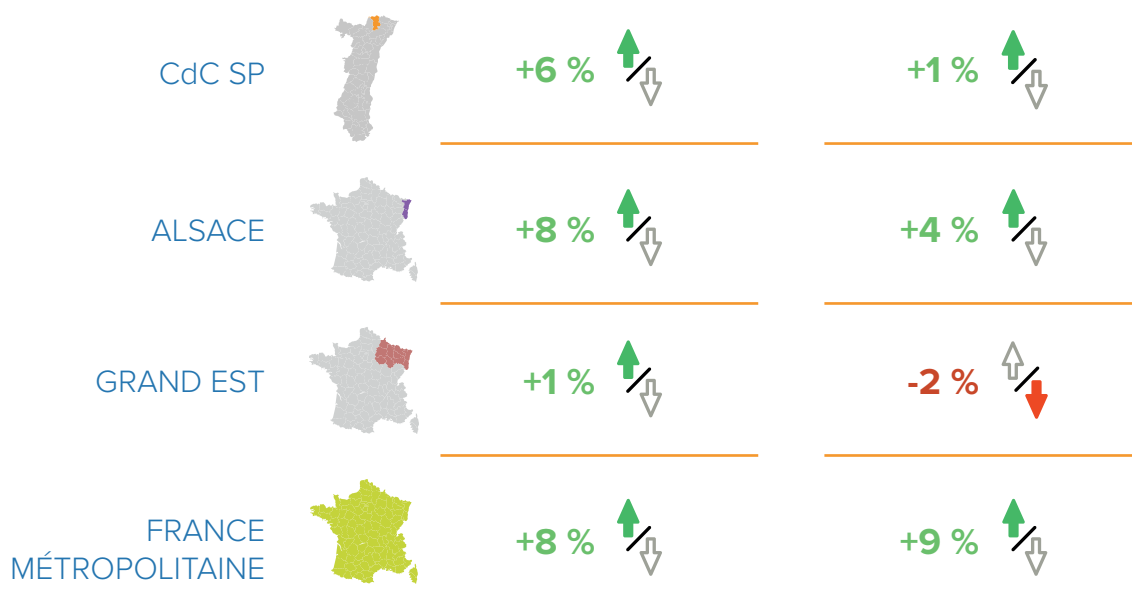 CdC SP
+6 %
+1 %
ALSACE
+8 %
+4 %
GRAND EST
+1 %
-2 %
FRANCE
MÉTROPOLITAINE
+8 %
+9 %